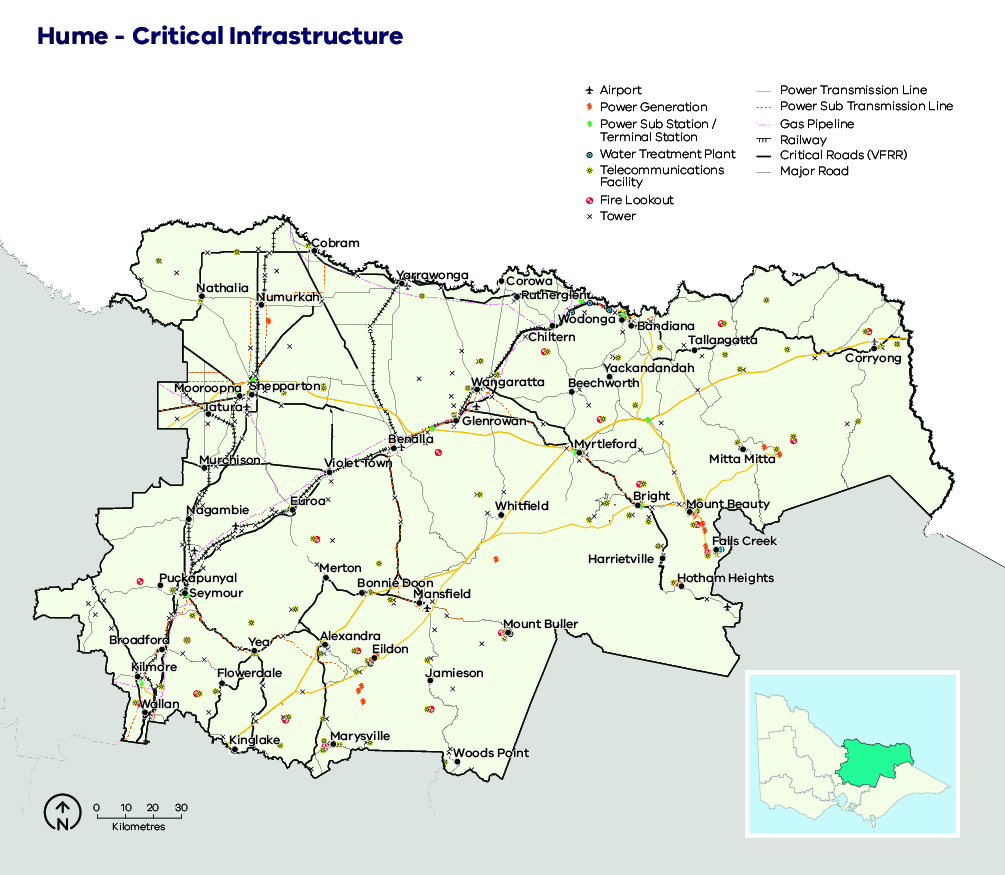 Hume - Critical Infrastructure
Airport
Power Generation
Power Sub Station /
Terminal Station
Water Treatment Plant
Telecommunications
Facility
Fire Lookout
Tower
Power Transmission Line
Power Sub Transmission Line
Gas Pipeline
Railway
Critical Roads (VFRR)
Major Road
Cobram
Yarrawonga
Corowa
Nathalia
Numurkah
Rutherglen
Wodonga
Bandiana
Chiltern
Tallangatta
Corryong
Yackandandah
Mooroopna
Shepparton
Wangaratta
Beechworth
Tatura
Glenrowan
Benalla
Myrtleford
Mitta Mitta
Murchison
Violet Town
Euroa
Whitfield
Bright
Mount Beauty
Nagambie
Falls Creek
Harrietville
Merton
Hotham Heights
Puckapunyal
Bonnie Doon
Seymour
Mansfield
Mount Buller
Broadford
Yea
Alexandra
Eildon
Kilmore
Flowerdale
Jamieson
Wallan
Kinglake
Marysville
Woods Point
N
0 10 20 30
Kilometres